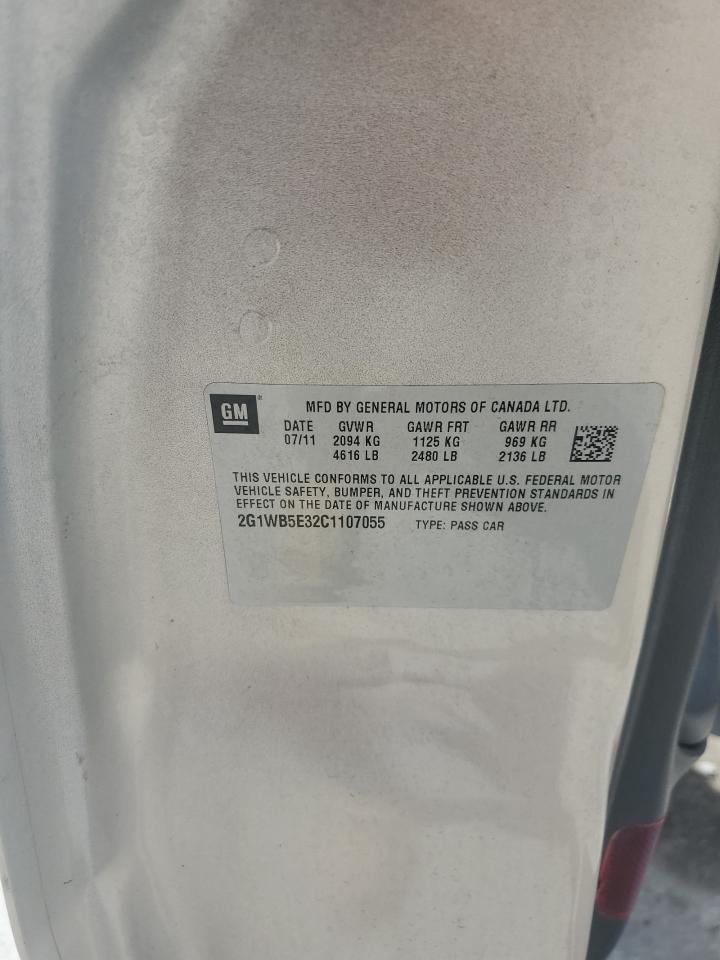 GM
MFD BY GENERAL MOTORS OF CANADA LTD.
DATE GVWR GAWR FRT GAWR RR
07/11 2094 KG 1125 KG 969 KG
4616 LB 2480 LB 2136 LB
THIS VEHICLE CONFORMS TO ALL APPLICABLE U.S. FEDERAL MOTOR
VEHICLE SAFETY, BUMPER, AND THEFT PREVENTION STANDARDS IN
EFFECT ON THE DATE OF MANUFACTURE SHOWN ABOVE.
2G1WB5E32C1107055 TYPE: PASS CAR